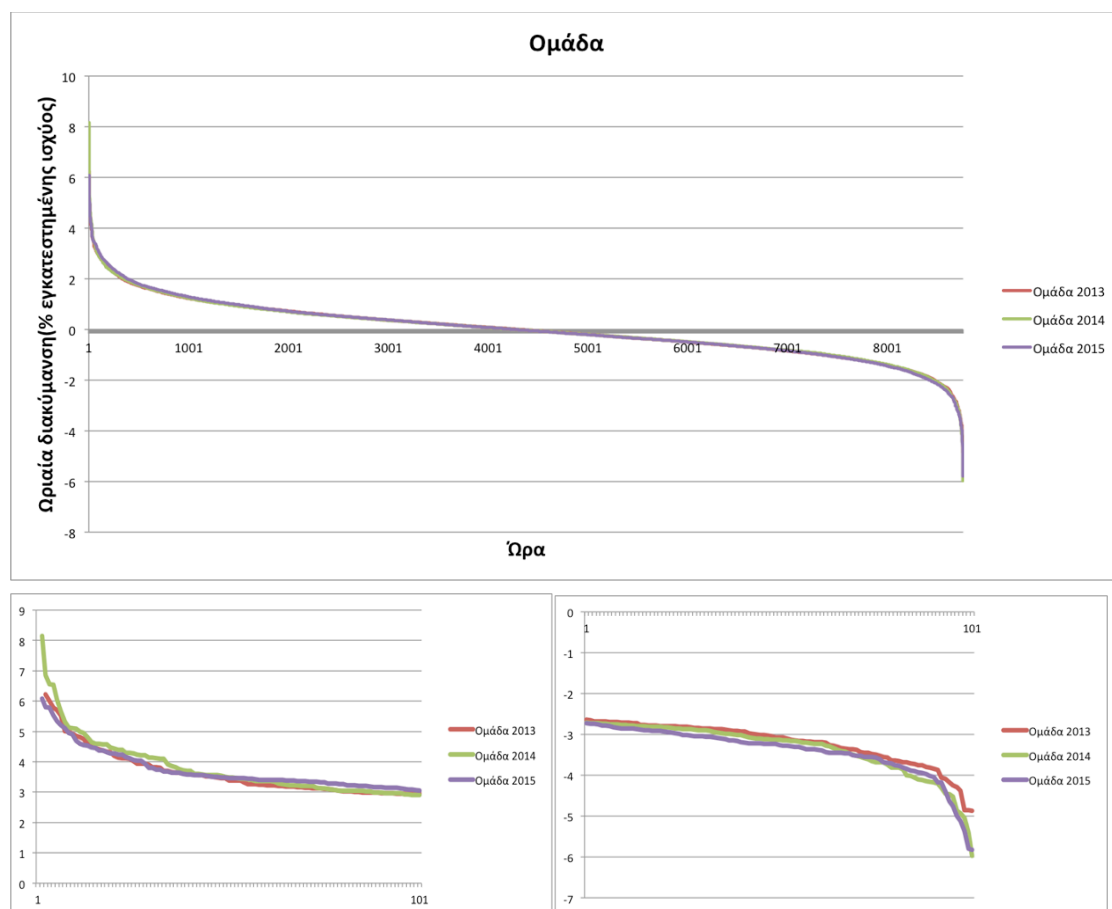 Ομάδα
Ωριαία διακύμανση(% εγκατεστημένης ισχύος)
10
8
6
4
2
0
-2
-4
-6
-8
1 1001 2001 3001 4001 5001 6001 7001 8001
Ώρα
Ομάδα 2013
Ομάδα 2014
Ομάδα 2015
9
8
7
6
5
4
3
2
1
0
1 101
Ομάδα 2013
Ομάδα 2014
Ομάδα 2015
0
-1
-2
-3
-4
-5
-6
-7
1 101
Ομάδα 2013
Ομάδα 2014
Ομάδα 2015